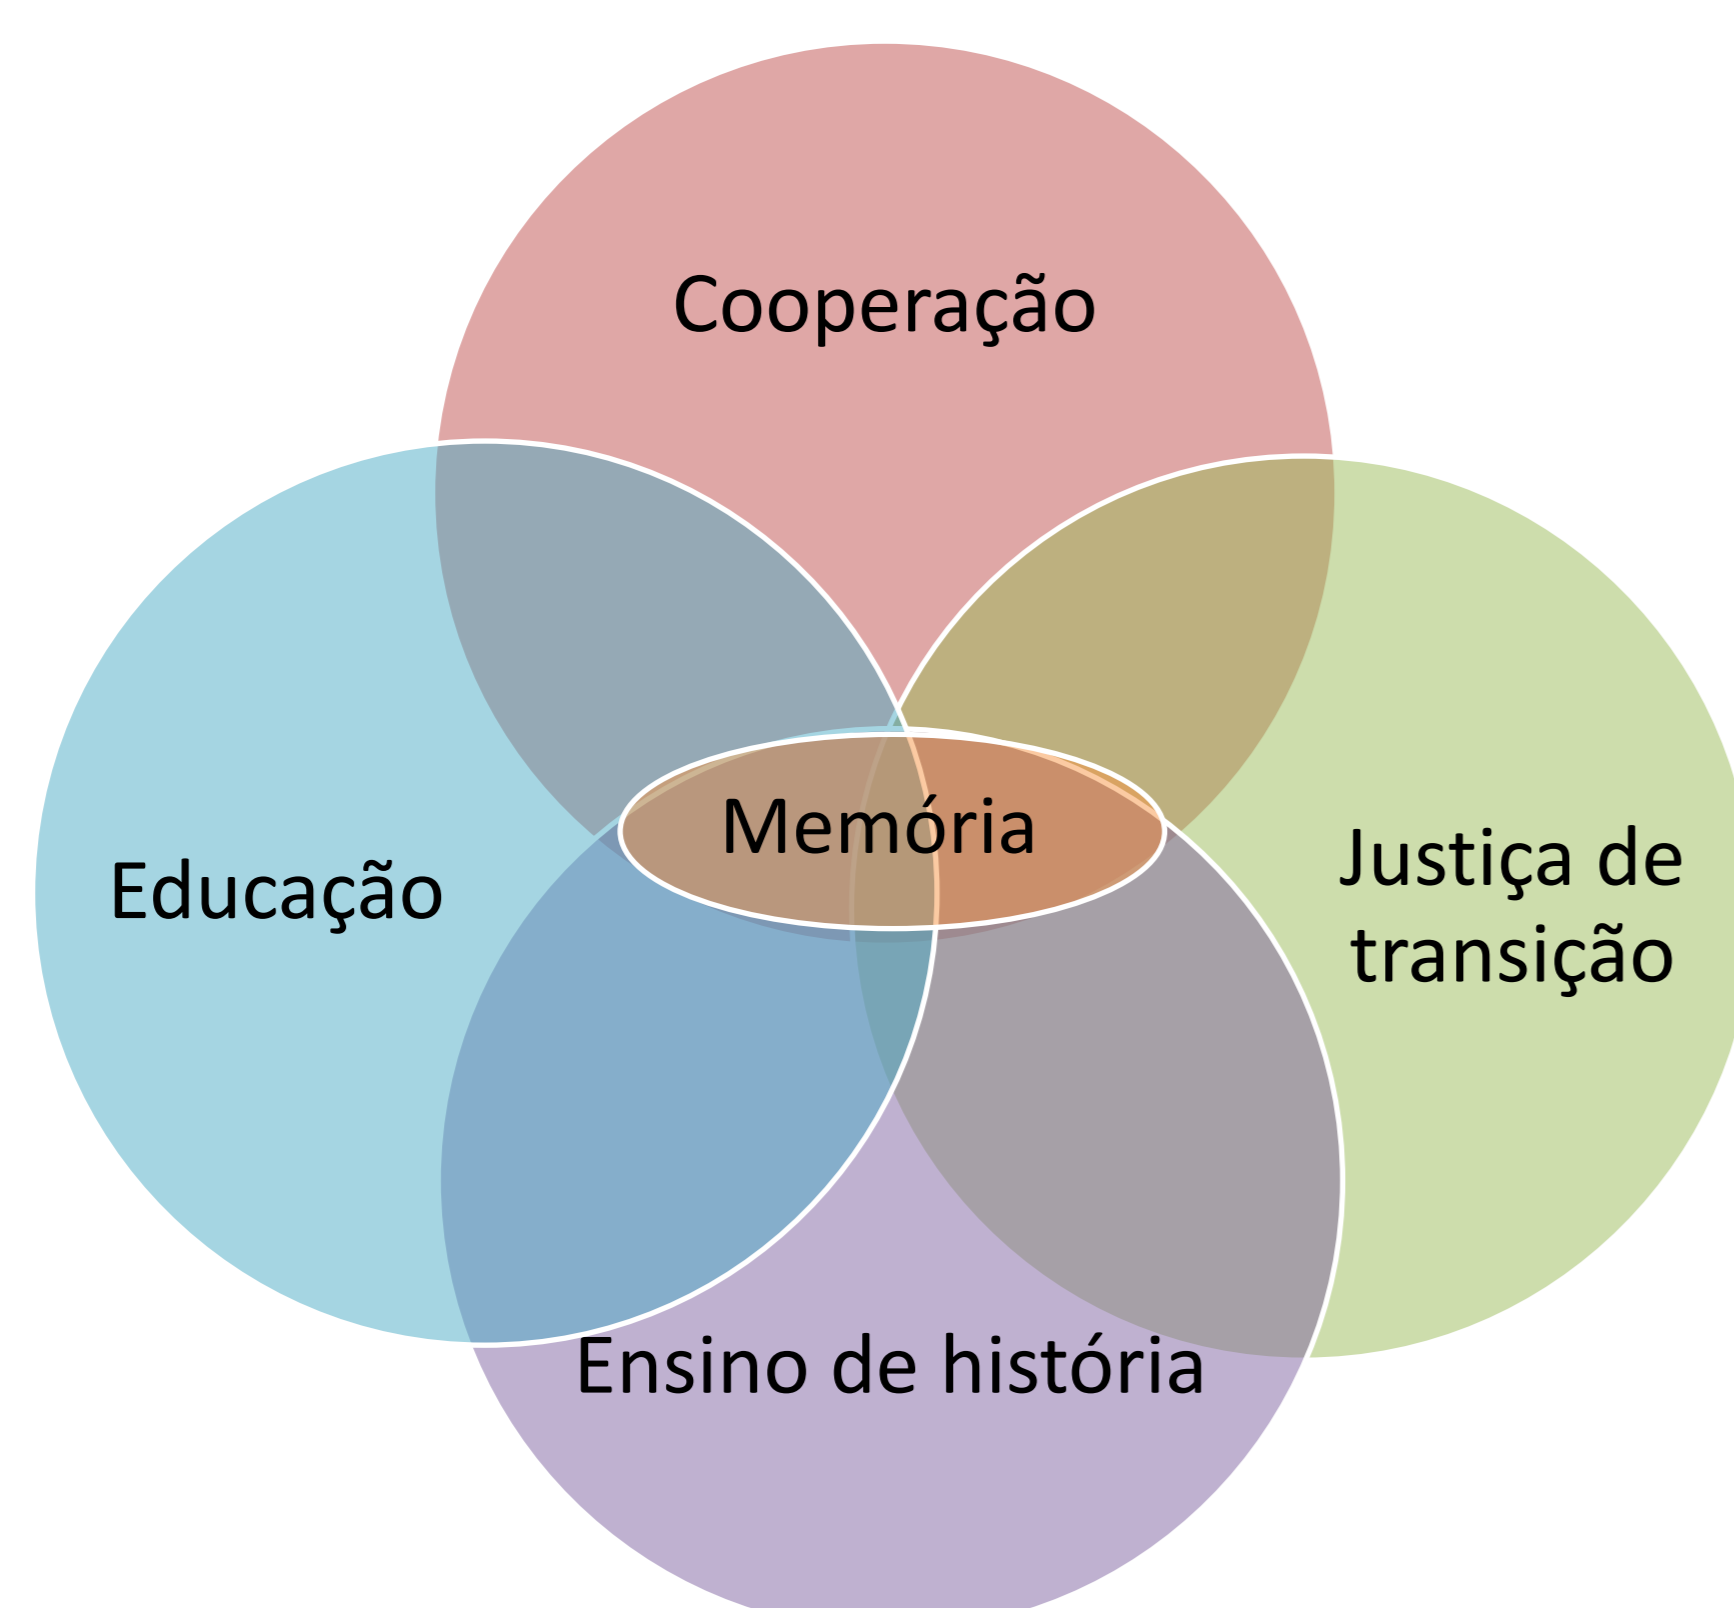 Cooperação
Memória
Educação
Justiça de
transição
Ensino de história